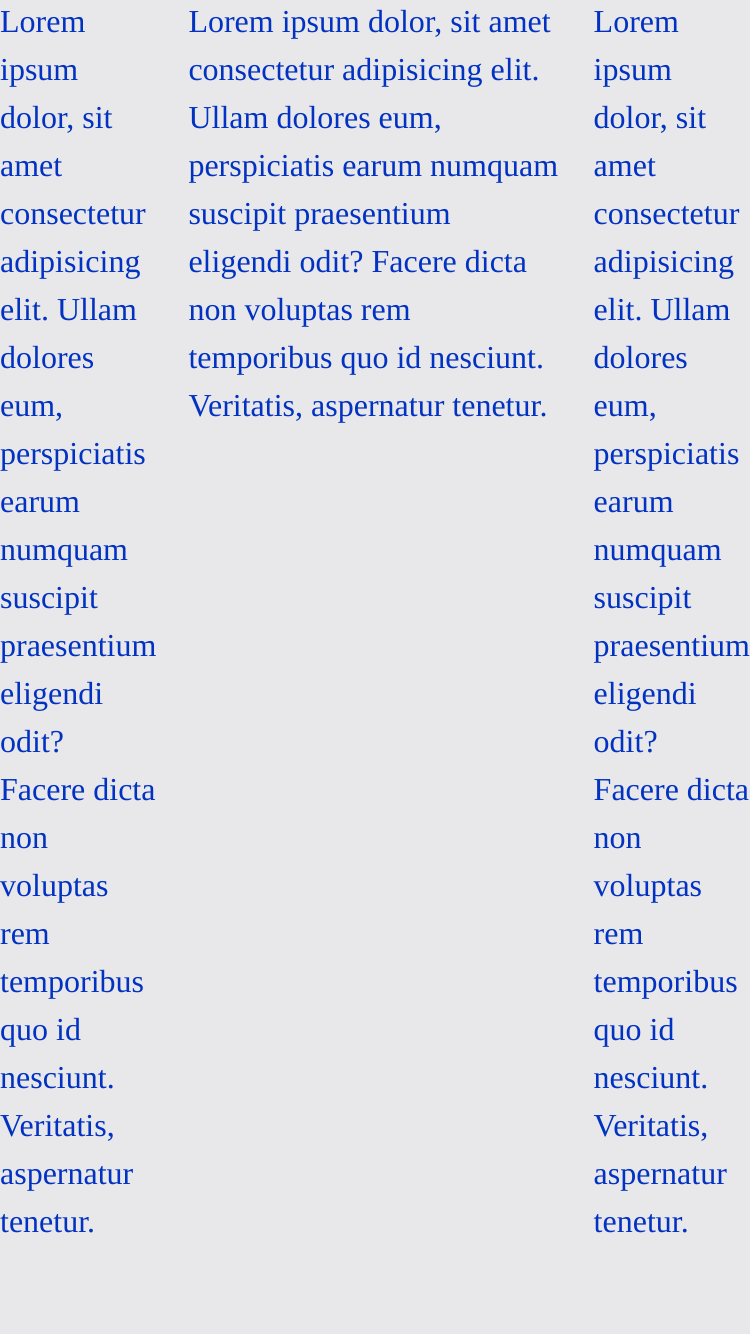 Lorem
ipsum
dolor, sit
amet
consectetur
adipisicing
elit. Ullam
dolores
eum,
perspiciatis
earum
numquam
suscipit
praesentium
eligendi
odit?
Facere dicta
non
voluptas
rem
temporibus
quo id
nesciunt.
Veritatis,
aspernatur
tenetur.
Lorem ipsum dolor, sit amet
consectetur adipisicing elit.
Ullam dolores eum,
perspiciatis earum numquam
suscipit praesentium
eligendi odit? Facere dicta
non voluptas rem
temporibus quo id nesciunt.
Veritatis, aspernatur tenetur.
Lorem
ipsum
dolor, sit
amet
consectetur
adipisicing
elit. Ullam
dolores
eum,
perspiciatis
earum
numquam
suscipit
praesentium
eligendi
odit?
Facere dicta
non
voluptas
rem
temporibus
quo id
nesciunt.
Veritatis,
aspernatur
tenetur.